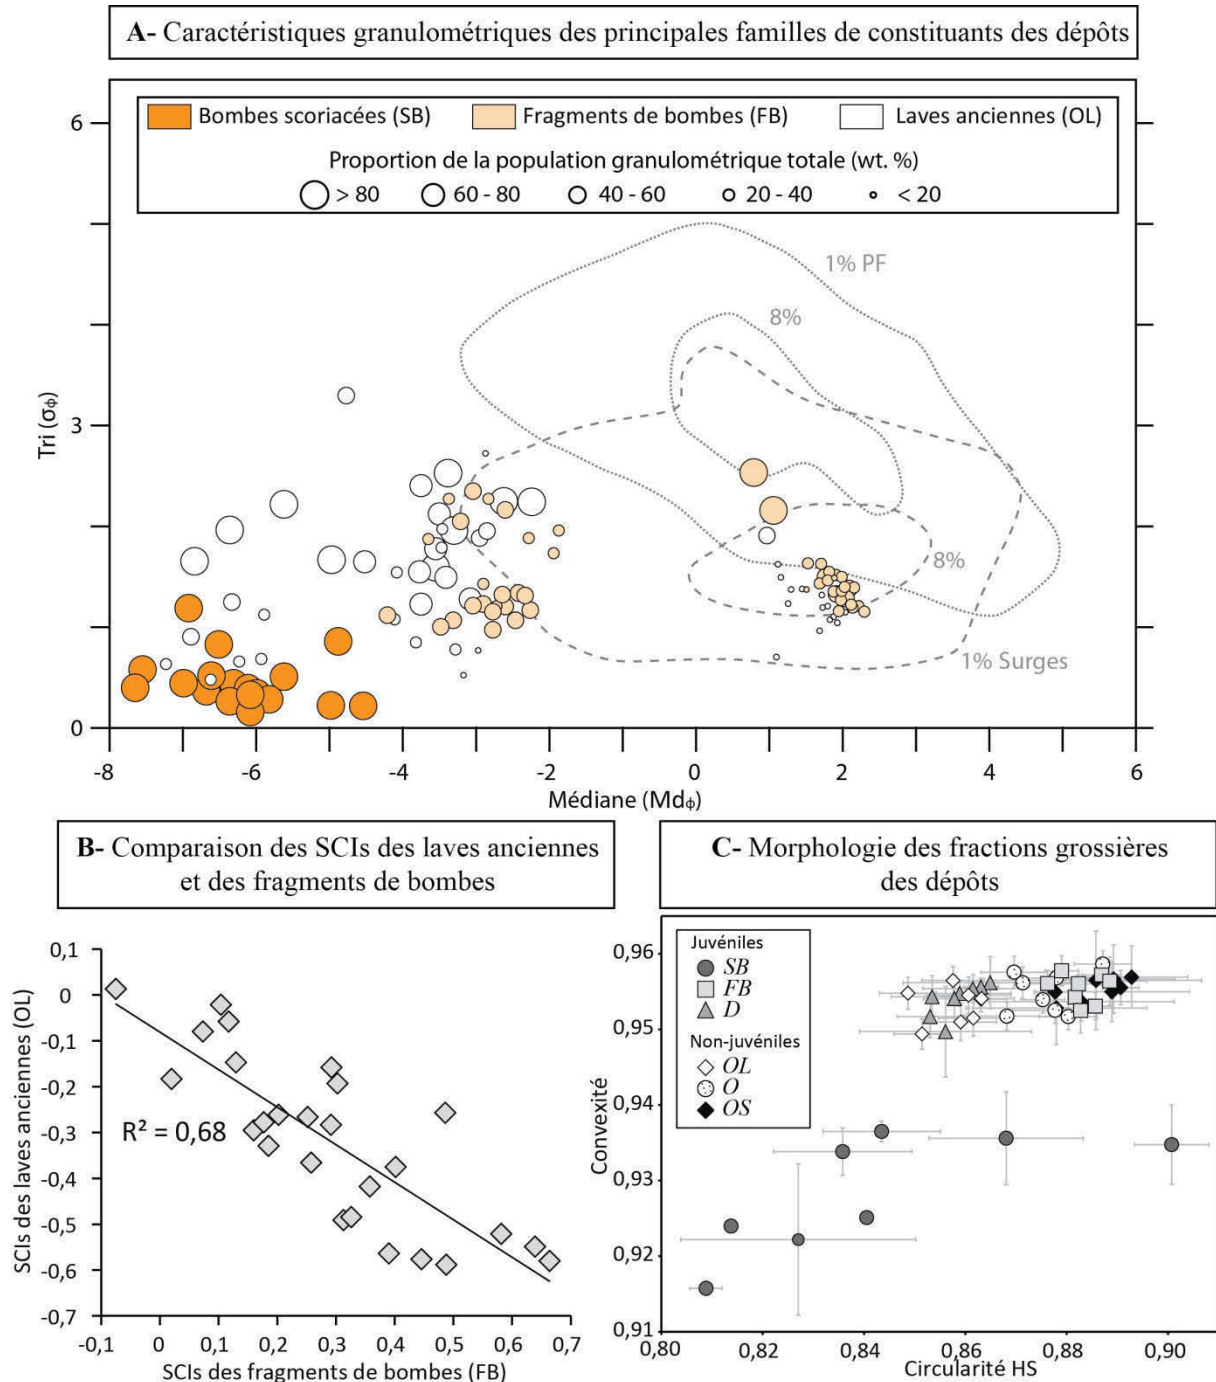 A- Caractéristiques granulométriques des principales familles de constituants des dépôts
Bombes scoriacées (SB)
Fragments de bombes (FB)
Laves anciennes (OL)
Proportion de la population granulométrique totale (wt. %)
> 80
60 - 80
40 - 60
20 - 40
< 20
6
3
0
Tri (σϕ)
1% PF
8%
8%
1% Surges
-8
-6
-4
-2
0
2
4
6
Médiane (Mdϕ)
B- Comparaison des SCIs des laves anciennes
et des fragments de bombes
0,1
0
-0,1
-0,2
-0,3
-0,4
-0,5
-0,6
-0,7
SCIs des laves anciennes (OL)
R² = 0,68
-0,1
0
0,1
0,2
0,3
0,4
0,5
0,6
0,7
SCIs des fragments de bombes (FB)
C- Morphologie des fractions grossières
des dépôts
Juvéniles
SB
FB
D
Non-juvéniles
OL
O
OS
0,96
0,95
0,94
0,93
0,92
0,91
Convexité
0,80
0,82
0,84
0,86
0,88
0,90
Circularité HS